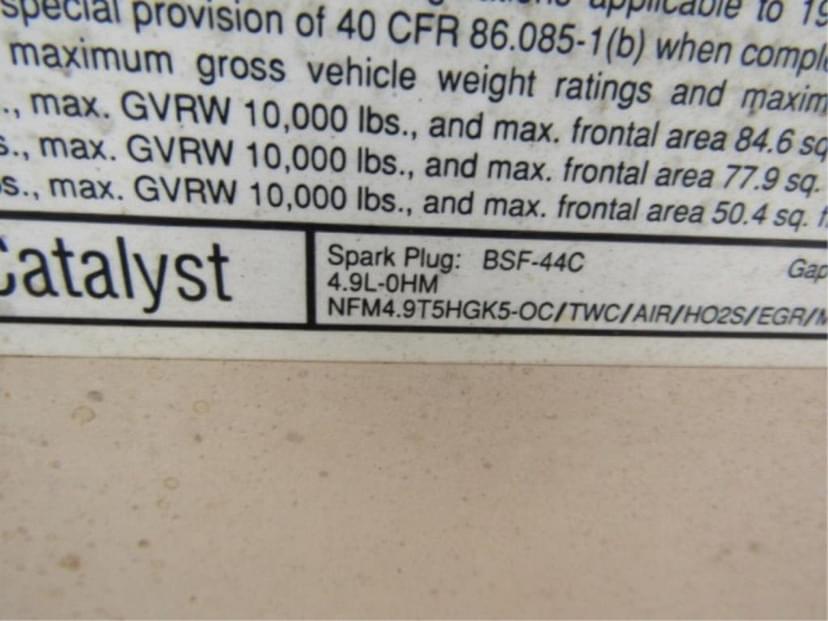 applicable to 19
special provision of 40 CFR 86.085-1(b) when comple
maximum gross vehicle weight ratings and maxim
., max. GVRW 10,000 lbs., and max. frontal area 84.6 sq
s., max. GVRW 10,000 lbs., and max. frontal area 77.9 sq.
s., max. GVRW 10,000 lbs., and max. frontal area 50.4 sq. f
Catalyst
Spark Plug: BSF-44C Gap
4.9L-0HM
NFM4.9T5HGK5-OC/TWC/AIR/HO2S/EGR/M